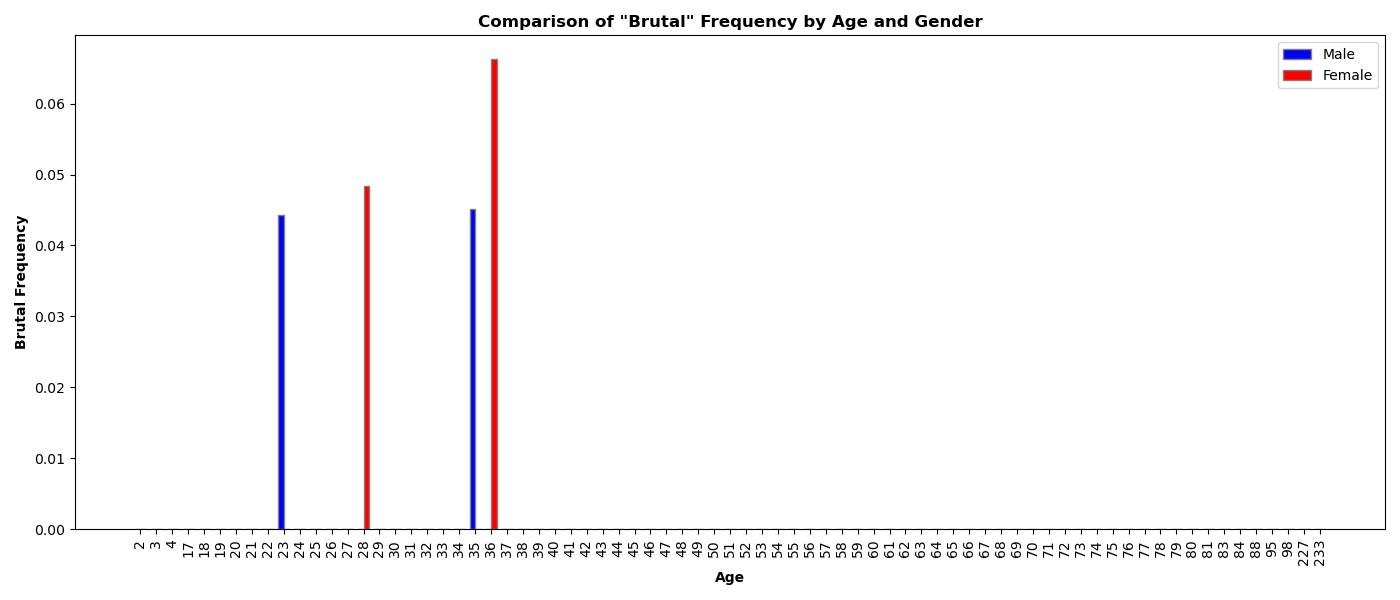 Comparison of "Brutal" Frequency by Age and Gender
Male
Female
Brutal Frequency
0.06
0.05
0.04
0.03
0.02
0.01
0.00
2 3 4 17 18 19 20 21 22 23 24 25 26 27 28 29 30 31 32 33 34 35 36 37 38 39 40 41 42 43 44 45 46 47 48 49 50 51 52 53 54 55 56 57 58 59 60 61 62 63 64 65 66 67 68 69 70 71 72 73 74 75 76 77 78 79 80 81 83 84 88 95 98 227 233
Age